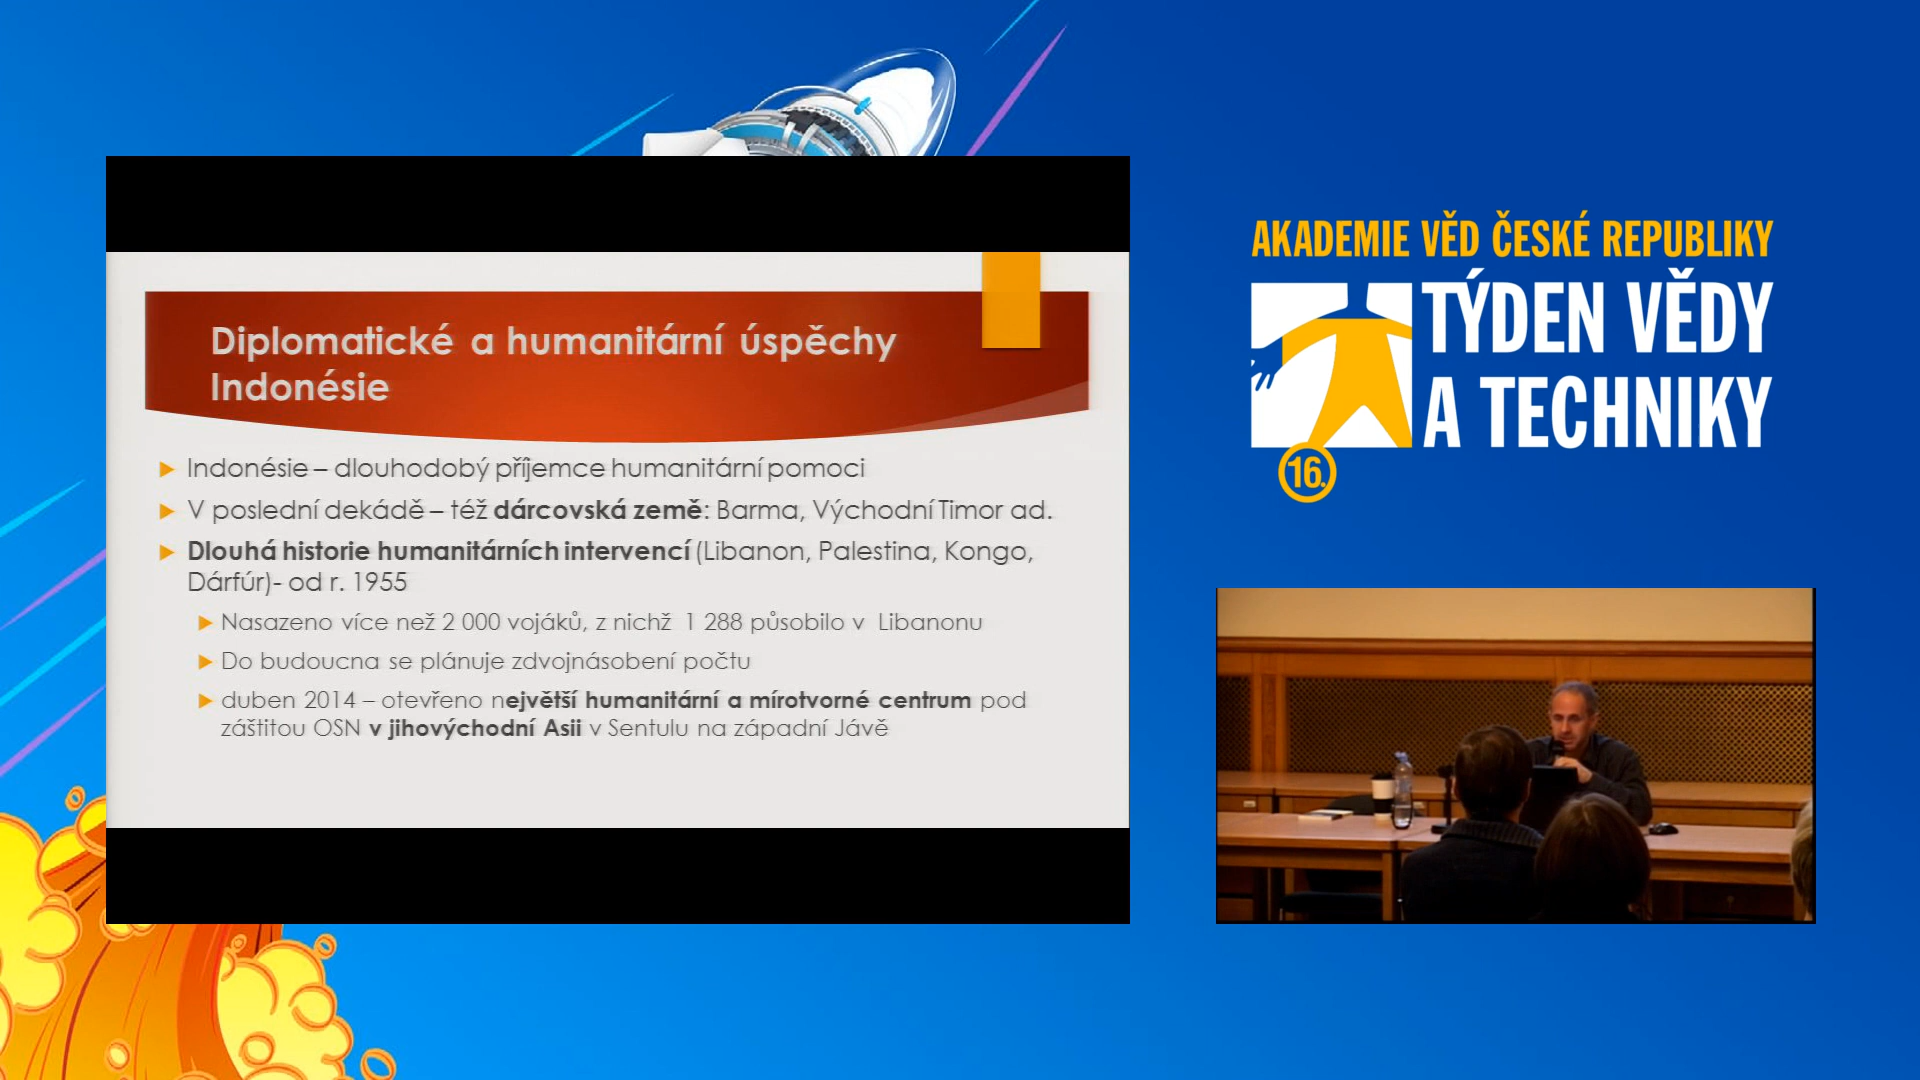 Diplomatické a humanitární úspěchy
Indonésie
Indonésie – dlouhodobý příjemce humanitární pomoci
V poslední dekádě – též dárcovská země: Barma, Východní Timor ad.
Dlouhá historie humanitárních intervencí (Libanon, Palestina, Kongo,
Dárfúr)- od r. 1955
Nasazeno více než 2 000 vojáků, z nichž 1 288 působilo v Libanonu
Do budoucna se plánuje zdvojnásobení počtu
duben 2014 – otevřeno největší humanitární a mírotvorné centrum pod
záštitou OSN v jihovýchodní Asii v Sentulu na západní Jávě
AKADEMIE VĚD ČESKÉ REPUBLIKY
TÝDEN VĚDY
A TECHNIKY
16.